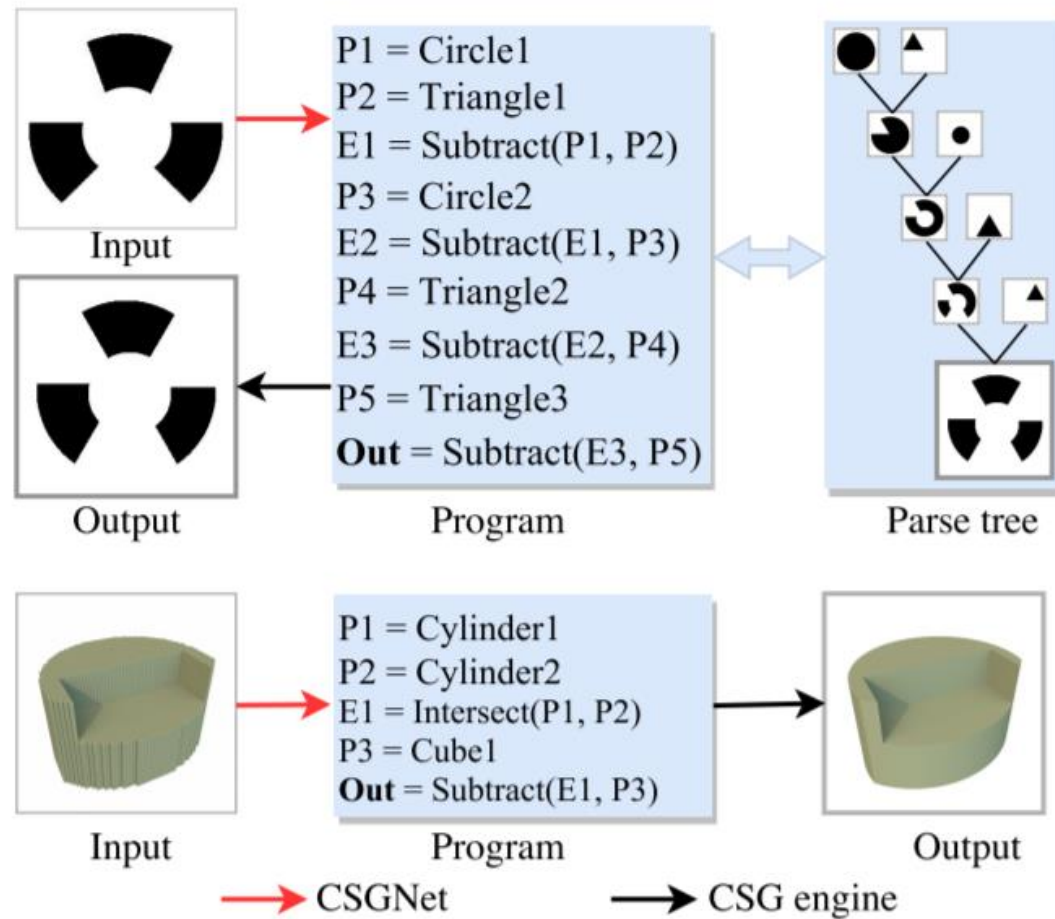 P1 = Circle1
P2 = Triangle1
E1 = Subtract(P1, P2)
P3 = Circle2
E2 = Subtract(E1, P3)
P4 = Triangle2
E3 = Subtract(E2, P4)
P5 = Triangle3
Out = Subtract(E3, P5)
Input
Output
Program
Parse tree
P1 = Cylinder1
P2 = Cylinder2
E1 = Intersect(P1, P2)
P3 = Cube1
Out = Subtract(E1, P3)
Input
Program
Output
CSGNet
CSG engine